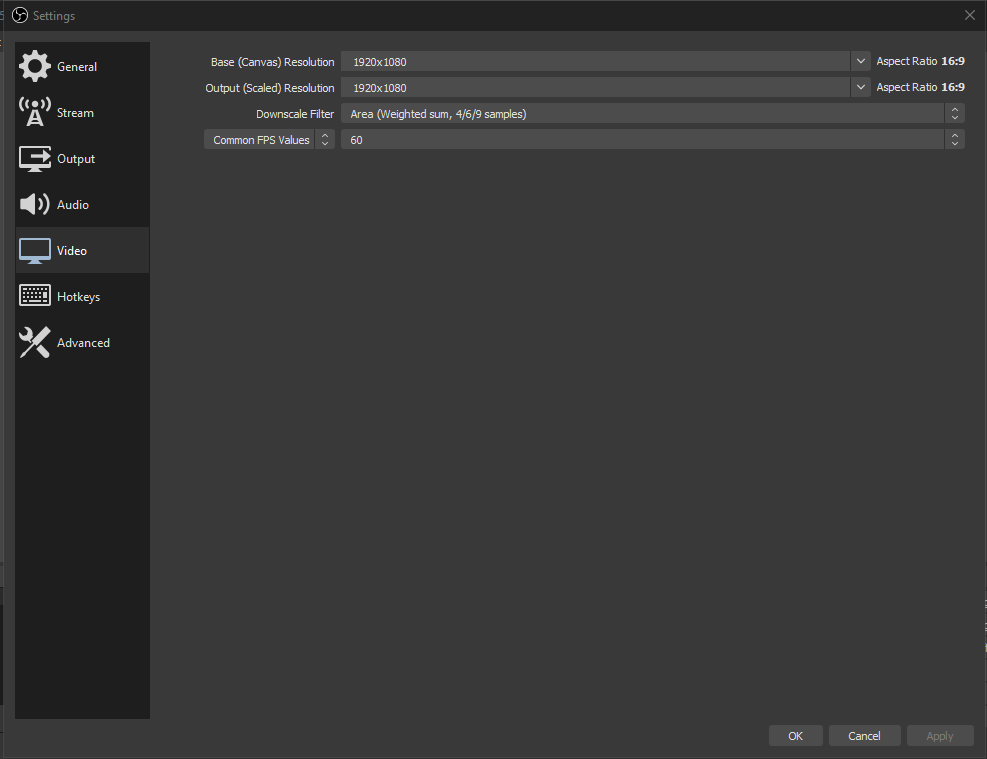 Settings
General
Stream
Output
Audio
Video
Hotkeys
Advanced
Base (Canvas) Resolution 1920x1080 Aspect Ratio 16:9
Output (Scaled) Resolution 1920x1080 Aspect Ratio 16:9
Downscale Filter Area (Weighted sum, 4/6/9 samples)
Common FPS Values 60
OK Cancel Apply